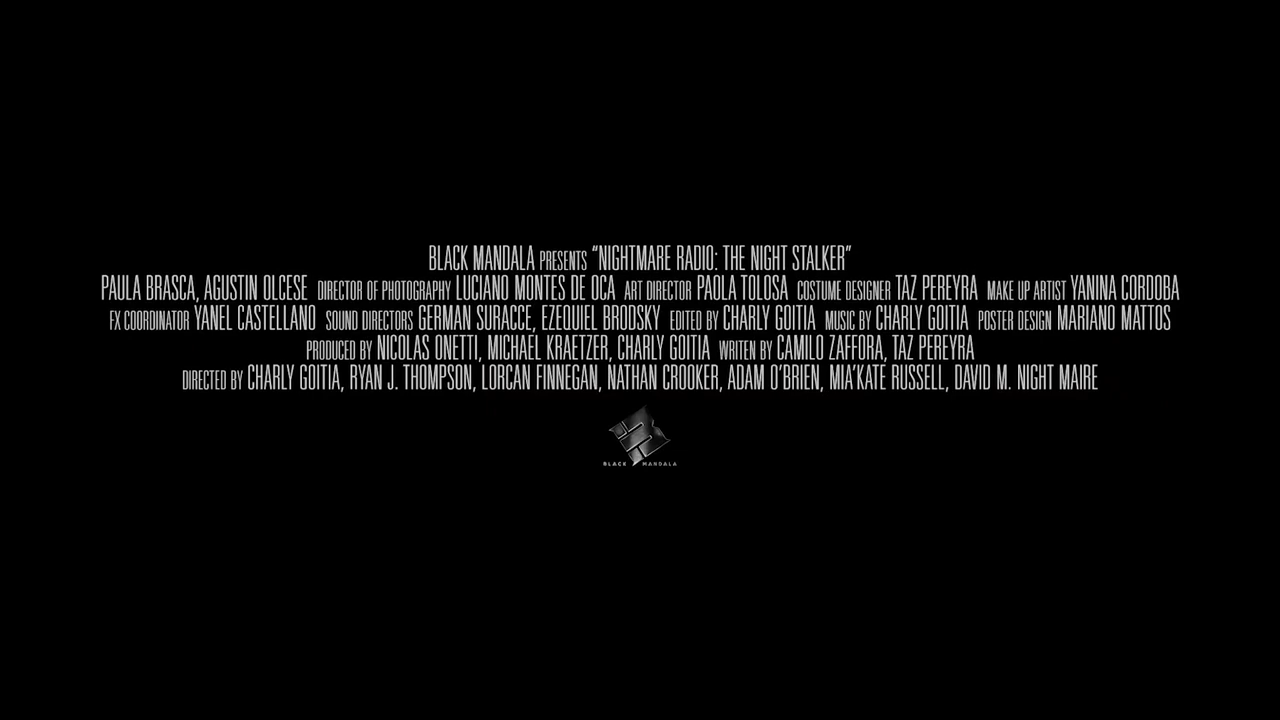 BLACK MANDALA PRESENTS “NIGHTMARE RADIO: THE NIGHT STALKER”
PAULA BRASCA, AGUSTIN OLCESE DIRECTOR OF PHOTOGRAPHY LUCIANO MONTES DE OCA ART DIRECTOR PAOLA TOLOSA COSTUME DESIGNER TAZ PEREYRA MAKE UP ARTIST YANINA CORDOBA
FX COORDINATOR YANEL CASTELLANO SOUND DIRECTORS GERMAN SURACCE, EZEQUIEL BRODSKY EDITED BY CHARLY GOITIA MUSIC BY CHARLY GOITIA POSTER DESIGN MARIANO MATTOS
PRODUCED BY NICOLAS ONETTI, MICHAEL KRAETZER, CHARLY GOITIA WRITEN BY CAMILO ZAFFORA, TAZ PEREYRA
DIRECTED BY CHARLY GOITIA, RYAN J. THOMPSON, LORCAN FINNEGAN, NATHAN CROOKER, ADAM O’BRIEN, MIA’KATE RUSSELL, DAVID M. NIGHT MAIRE
BLACK MANDALA